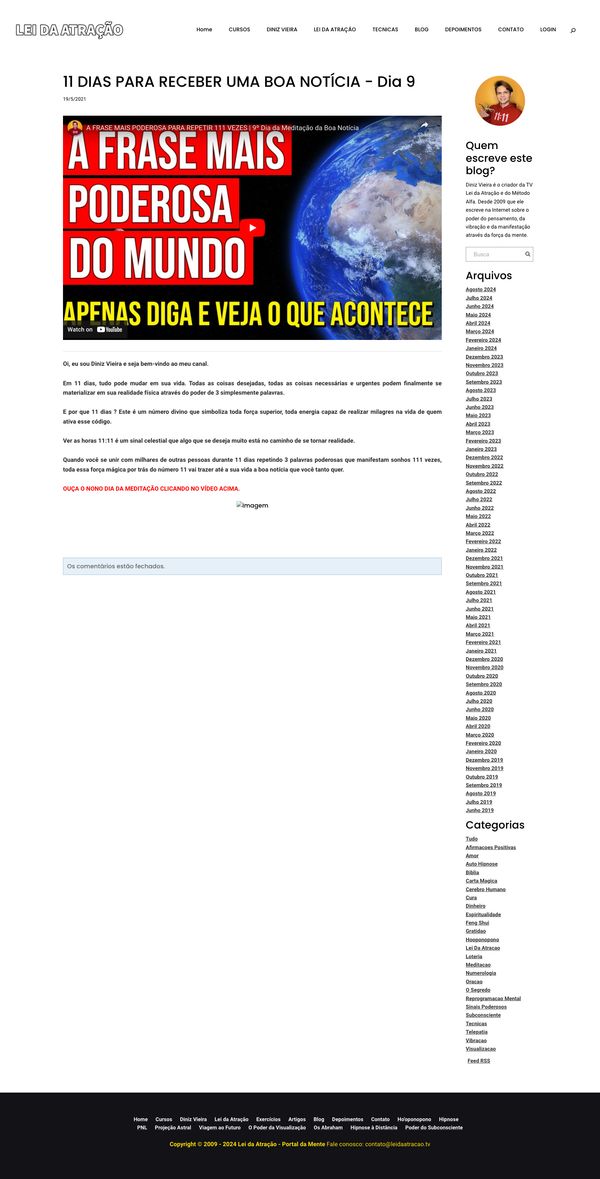 LEI DA ATRAÇÃO
Home CURSOS DINIZ VIEIRA LEI DA ATRAÇÃO TECNICAS BLOG DEPOIMENTOS CONTATO LOGIN
11 DIAS PARA RECEBER UMA BOA NOTÍCIA - Dia 9
19/5/2021
A FRASE MAIS PODEROSA PARA REPETIR 111 VEZES | 9º Dia da Meditação da Boa Notícia
A FRASE MAIS
PODEROSA
DO MUNDO
APENAS DIGA E VEJA O QUE ACONTECE
Watch on YouTube
Oi, eu sou Diniz Vieira e seja bem-vindo ao meu canal.
Em 11 dias, tudo pode mudar em sua vida. Todas as coisas desejadas, todas as coisas necessárias e urgentes podem finalmente se
materializar em sua realidade física através do poder de 3 simplesmente palavras.
E por que 11 dias ? Este é um número divino que simboliza toda força superior, toda energia capaz de realizar milagres na vida de quem
ativa esse código.
Ver as horas 11:11 é um sinal celestial que algo que se deseja muito está no caminho de se tornar realidade.
Quando você se unir com milhares de outras pessoas durante 11 dias repetindo 3 palavras poderosas que manifestam sonhos 111 vezes,
toda essa força mágica por trás do número 11 vai trazer até a sua vida a boa notícia que você tanto quer.
OUÇA O NONO DIA DA MEDITAÇÃO CLICANDO NO VÍDEO ACIMA.
Imagem
Os comentários estão fechados.
11:11
Quem
escreve este
blog?
Diniz Vieira é o criador da TV
Lei da Atração e do Método
Alfa. Desde 2009 que ele
escreve na Internet sobre o
poder do pensamento, da
vibração e da manifestação
através da força da mente.
Busca
Arquivos
Agosto 2024
Julho 2024
Junho 2024
Maio 2024
Abril 2024
Março 2024
Fevereiro 2024
Janeiro 2024
Dezembro 2023
Novembro 2023
Outubro 2023
Setembro 2023
Agosto 2023
Julho 2023
Junho 2023
Maio 2023
Abril 2023
Março 2023
Fevereiro 2023
Janeiro 2023
Dezembro 2022
Novembro 2022
Outubro 2022
Setembro 2022
Agosto 2022
Julho 2022
Junho 2022
Maio 2022
Abril 2022
Março 2022
Fevereiro 2022
Janeiro 2022
Dezembro 2021
Novembro 2021
Outubro 2021
Setembro 2021
Agosto 2021
Julho 2021
Junho 2021
Maio 2021
Abril 2021
Março 2021
Fevereiro 2021
Janeiro 2021
Dezembro 2020
Novembro 2020
Outubro 2020
Setembro 2020
Agosto 2020
Julho 2020
Junho 2020
Maio 2020
Abril 2020
Março 2020
Fevereiro 2020
Janeiro 2020
Dezembro 2019
Novembro 2019
Outubro 2019
Setembro 2019
Agosto 2019
Julho 2019
Junho 2019
Categorias
Tudo
Afirmacoes Positivas
Amor
Auto Hipnose
Biblia
Carta Magica
Cerebro Humano
Cura
Dinheiro
Espiritualidade
Feng Shui
Gratidao
Hooponopono
Lei Da Atracao
Loteria
Meditacao
Numerologia
Oracao
O Segredo
Reprogramacao Mental
Sinais Poderosos
Subconsciente
Tecnicas
Telepatia
Vibracao
Visualizacao
Feed RSS
Home Cursos Diniz Vieira Lei da Atração Exercícios Artigos Blog Depoimentos Contato Ho'oponopono Hipnose
PNL Projeção Astral Viagem ao Futuro O Poder da Visualização Os Abraham Hipnose à Distância Poder do Subconsciente
Copyright © 2009 - 2024 Lei da Atração - Portal da Mente Fale conosco: contato@leidaatracao.tv